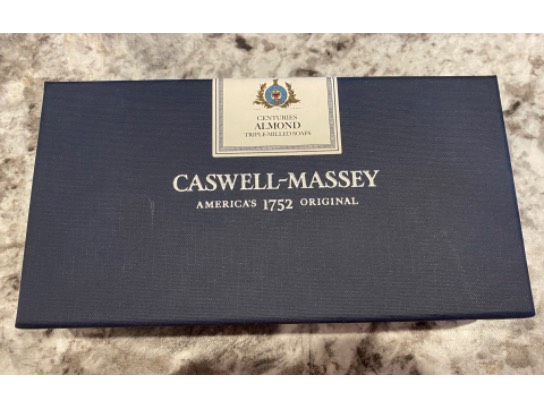 CENTURIES
ALMOND
TRIPLE-MILLED SOAPS
CASWELL-MASSEY
AMERICA'S 1752 ORIGINAL